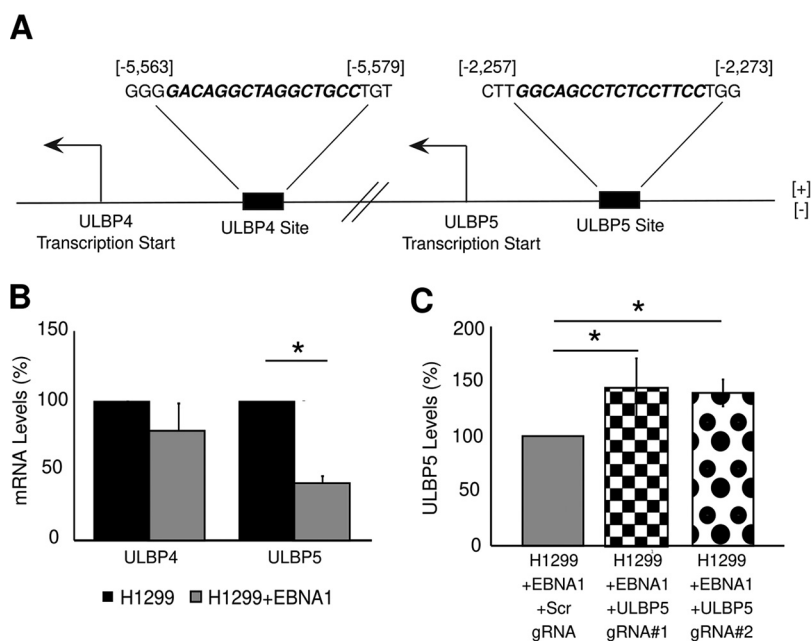 A
[-5,563] [-5,579] [-2,257] [-2,273]
GGGGACAGGCTAGGCTGCCTGT CTTGGCAGCCTCTCCTTCCTGG
[+]
[-]
ULBP4 ULBP4 Site ULBP5 ULBP5 Site
Transcription Start Transcription Start
B
mRNA Levels (%)
150
100
50
0
*
ULBP4 ULBP5
H1299 H1299+EBNA1
C
ULBP5 Levels (%)
200
150
100
50
0
*
*
H1299 H1299 H1299
+EBNA1 +EBNA1 +EBNA1
+Scr +ULBP5 +ULBP5
gRNA gRNA#1 gRNA#2